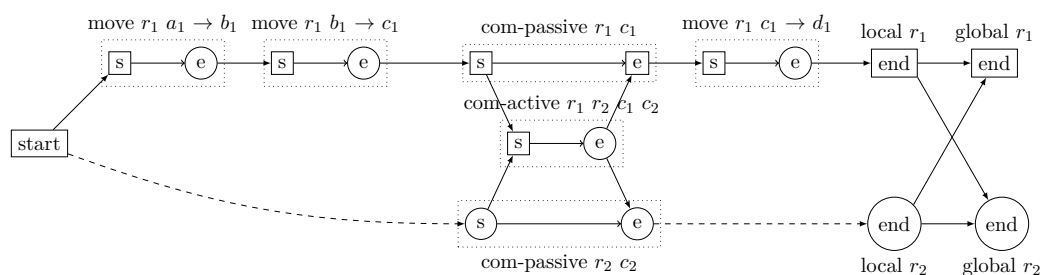 move r₁ a₁ → b₁
move r₁ b₁ → c₁
com-passive r₁ c₁
move r₁ c₁ → d₁
local r₁
global r₁
s
e
s
e
s
e
s
e
end
end
com-active r₁ r₂ c₁ c₂
start
s
e
s
e
end
end
com-passive r₂ c₂
local r₂
global r₂